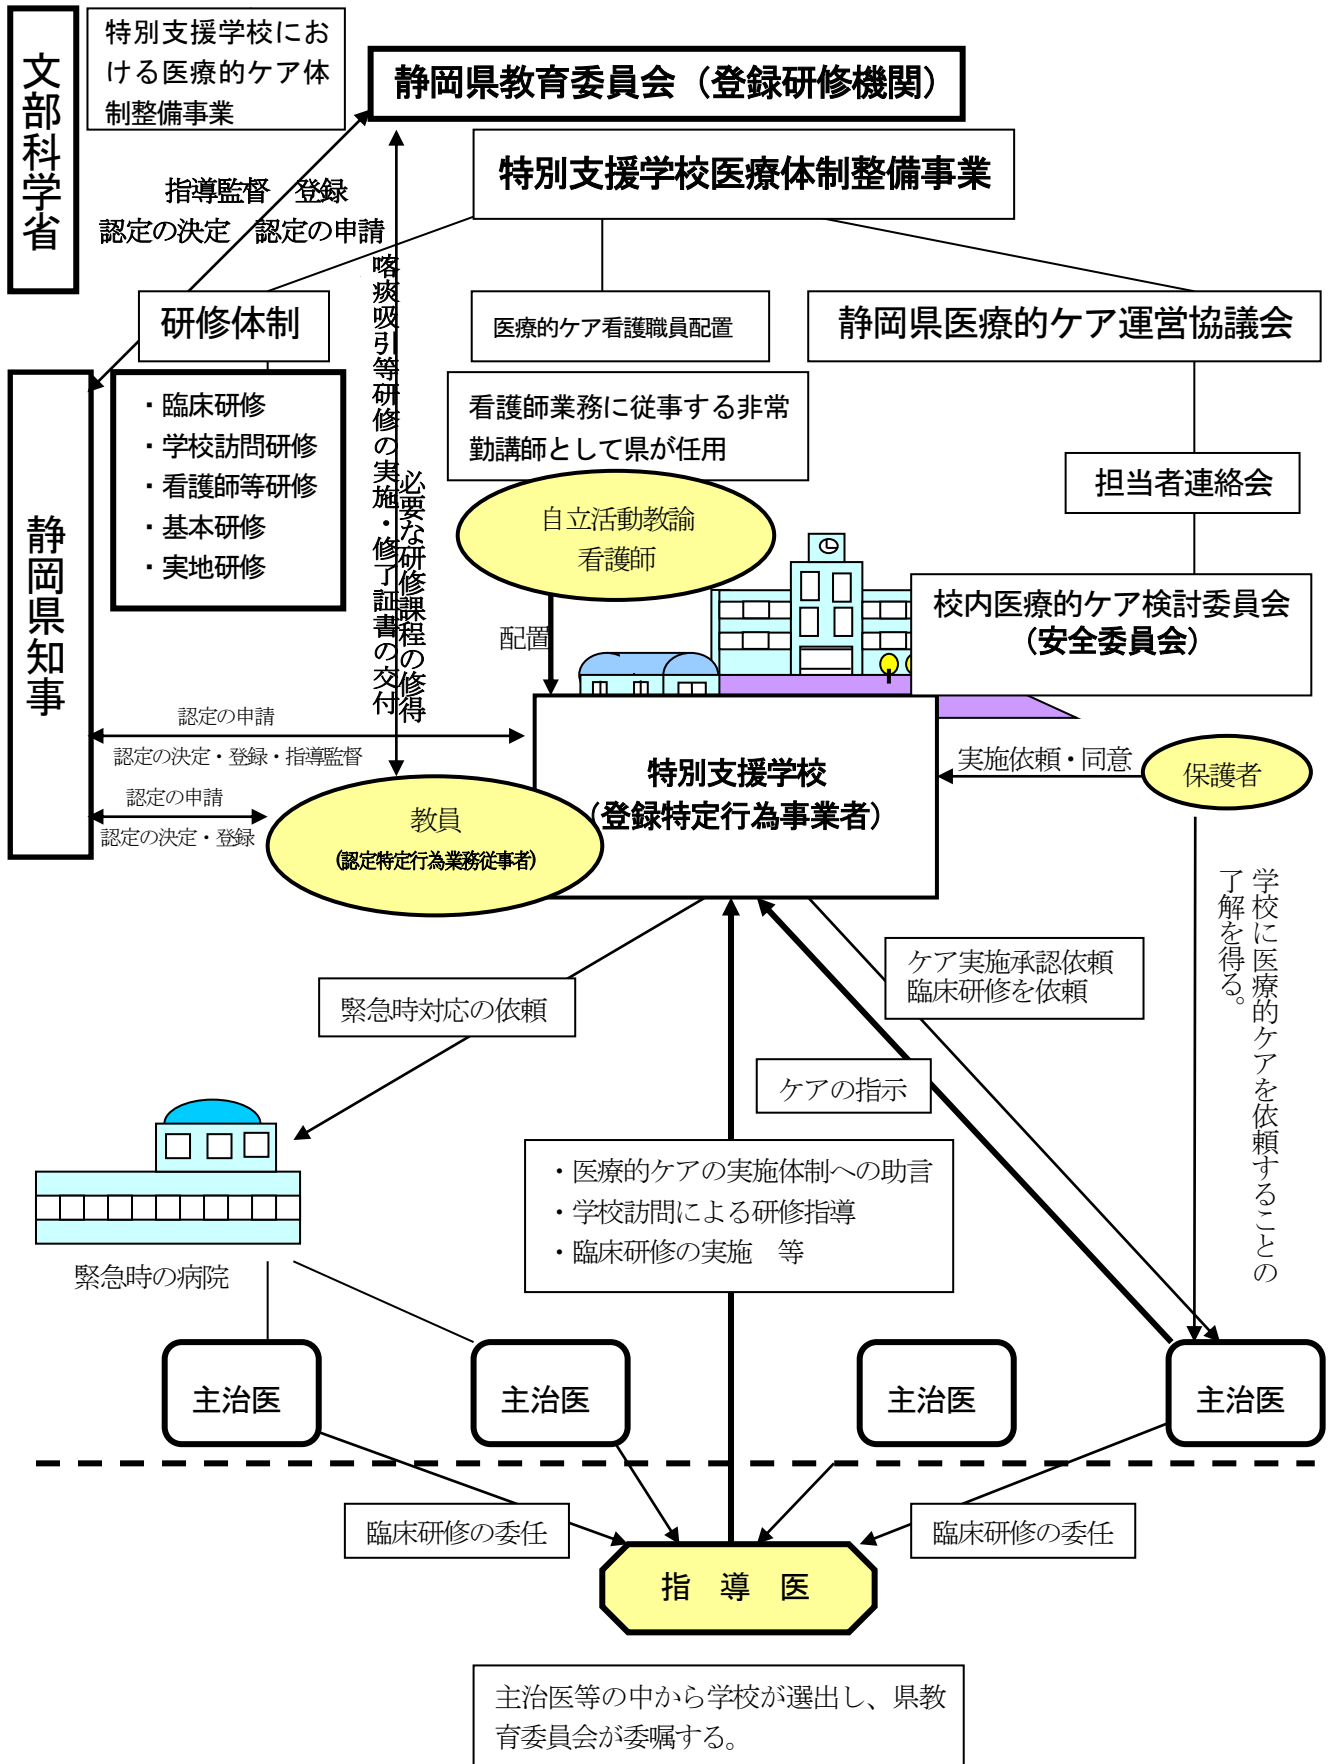 文部科学省
特別支援学校にお
ける医療的ケア体
制整備事業
静岡県教育委員会（登録研修機関）
特別支援学校医療体制整備事業
指導監督　登録
認定の決定　認定の申請
研修体制
医療的ケア看護職員配置
静岡県医療的ケア運営協議会
喀痰吸引等研修の実施・修了証書の交付
必要な研修課程の修得
静岡県知事
・臨床研修
・学校訪問研修
・看護師等研修
・基本研修
・実地研修
看護師業務に従事する非常
勤講師として県が任用
担当者連絡会
自立活動教諭
看護師
校内医療的ケア検討委員会
（安全委員会）
配置
認定の申請
認定の決定・登録・指導監督
認定の申請
認定の決定・登録
特別支援学校
（登録特定行為事業者）
実施依頼・同意
保護者
教員
（認定特定行為業務従事者）
学校に医療的ケアを依頼することの
了解を得る。
ケア実施承認依頼
臨床研修を依頼
緊急時対応の依頼
ケアの指示
・医療的ケアの実施体制への助言
・学校訪問による研修指導
・臨床研修の実施　等
緊急時の病院
主治医
主治医
主治医
主治医
臨床研修の委任
臨床研修の委任
指　導　医
主治医等の中から学校が選出し、県教
育委員会が委嘱する。